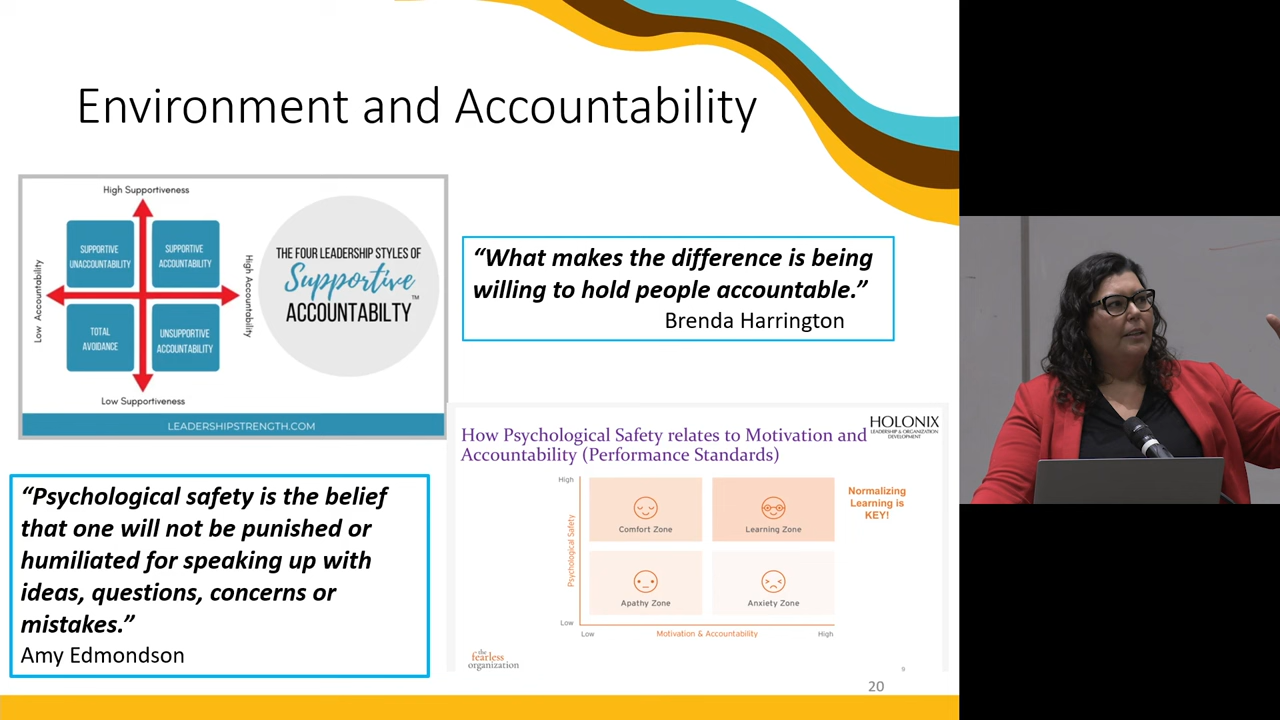 Environment and Accountability
High Supportiveness
SUPPORTIVE
UNACCOUNTABILITY
SUPPORTIVE
ACCOUNTABILITY
Low Accountability
High Accountability
TOTAL
AVOIDANCE
UNSUPPORTIVE
ACCOUNTABILITY
Low Supportiveness
THE FOUR LEADERSHIP STYLES OF
Supportive
ACCOUNTABILTY™
LEADERSHIPSTRENGTH.COM
“What makes the difference is being
willing to hold people accountable.”
Brenda Harrington
“Psychological safety is the belief
that one will not be punished or
humiliated for speaking up with
ideas, questions, concerns or
mistakes.”
Amy Edmondson
HOLONIX
LEADERSHIP & ORGANIZATION
DEVELOPMENT
How Psychological Safety relates to Motivation and
Accountability (Performance Standards)
High
Psychological Safety
Low
Comfort Zone
Learning Zone
Apathy Zone
Anxiety Zone
Normalizing
Learning is
KEY!
Low
Motivation & Accountability
High
the
fearless
organization
9
20